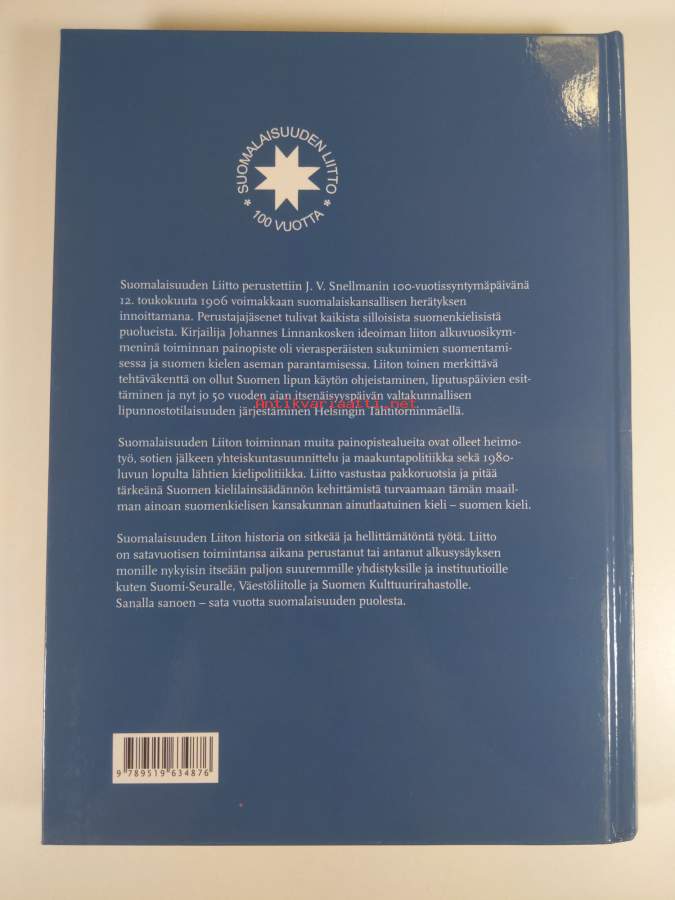 SUOMALAISUUDEN LIITTO
* 100 VUOTTA *
Suomalaisuuden Liitto perustettiin J. V. Snellmanin 100-vuotissyntymäpäivänä
12. toukokuuta 1906 voimakkaan suomalaiskansallisen herätyksen
innoittamana. Perustajajäsenet tulivat kaikista silloisista suomenkielisistä
puolueista. Kirjailija Johannes Linnankosken ideoiman liiton alkuvuosikym-
meninä toiminnan painopiste oli vierasperäisten sukunimien suomentami-
sessa ja suomen kielen aseman parantamisessa. Liiton toinen merkittävä
tehtäväkenttä on ollut Suomen lipun käytön ohjeistaminen, liputuspäivien esit-
täminen ja nyt jo 50 vuoden ajan itsenäisyyspäivän valtakunnallisen
lipunnostotilaisuuden järjestäminen Helsingin Tähtitorninmäellä.
Antikvariaatti.net
Suomalaisuuden Liiton toiminnan muita painopistealueita ovat olleet heimo-
työ, sotien jälkeen yhteiskuntasuunnittelu ja maakuntapolitiikka sekä 1980-
luvun lopulta lähtien kielipolitiikka. Liitto vastustaa pakkoruotsia ja pitää
tärkeänä Suomen kielilainsäädännön kehittämistä turvaamaan tämän maail-
man ainoan suomenkielisen kansakunnan ainutlaatuinen kieli – suomen kieli.
Suomalaisuuden Liiton historia on sitkeää ja hellittämätöntä työtä. Liitto
on satavuotisen toimintansa aikana perustanut tai antanut alkusysäyksen
monille nykyisin itseään paljon suuremmille yhdistyksille ja instituutioille
kuten Suomi-Seuralle, Väestöliitolle ja Suomen Kulttuurirahastolle.
Sanalla sanoen – sata vuotta suomalaisuuden puolesta.
9 789519 634876